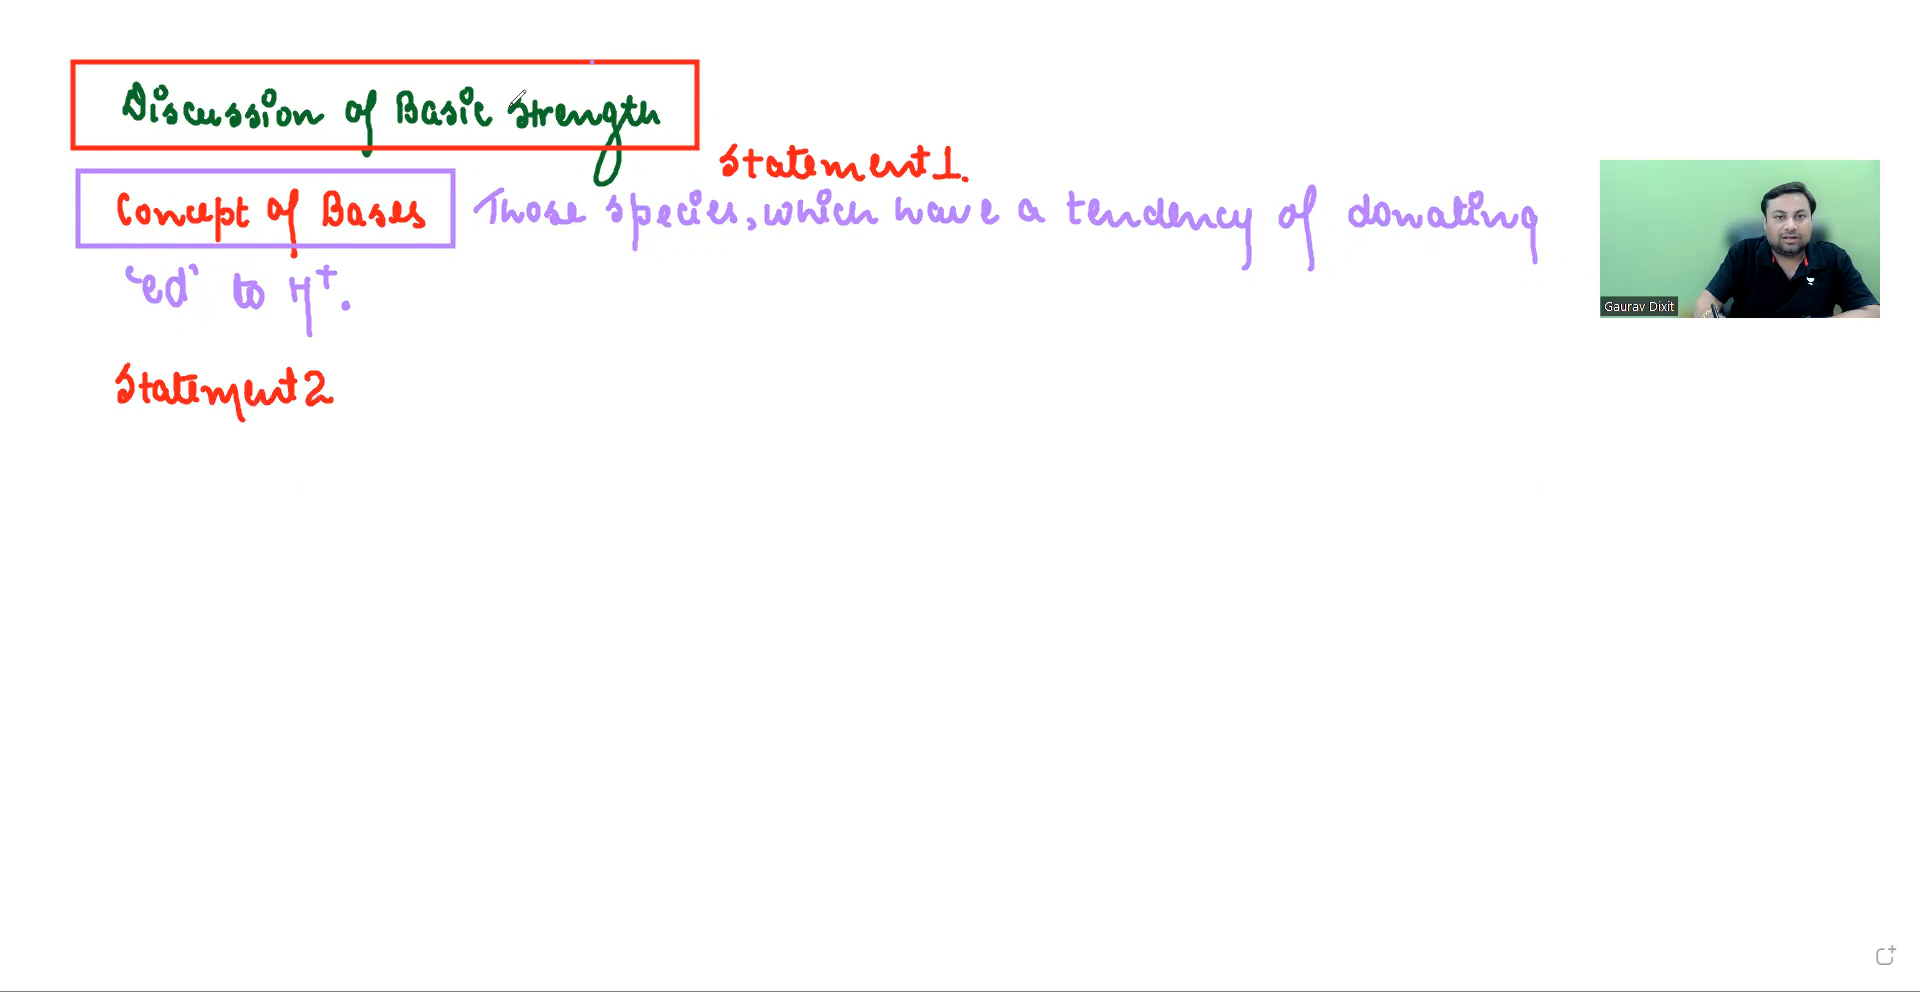 Discussion of Basic Strength
Statement 1.
Concept of Bases Those species, which have a tendency of donating
'ed' to H+.
Statement 2
Gaurav Dixit